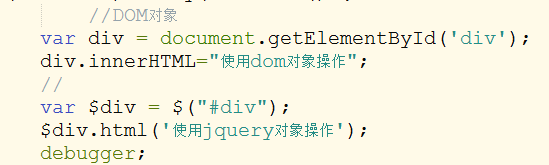 //DOM对象
var div = document.getElementById('div');
div.innerHTML="使用dom对象操作";
//
var $div = $("#div");
$div.html('使用jquery对象操作');
debugger;